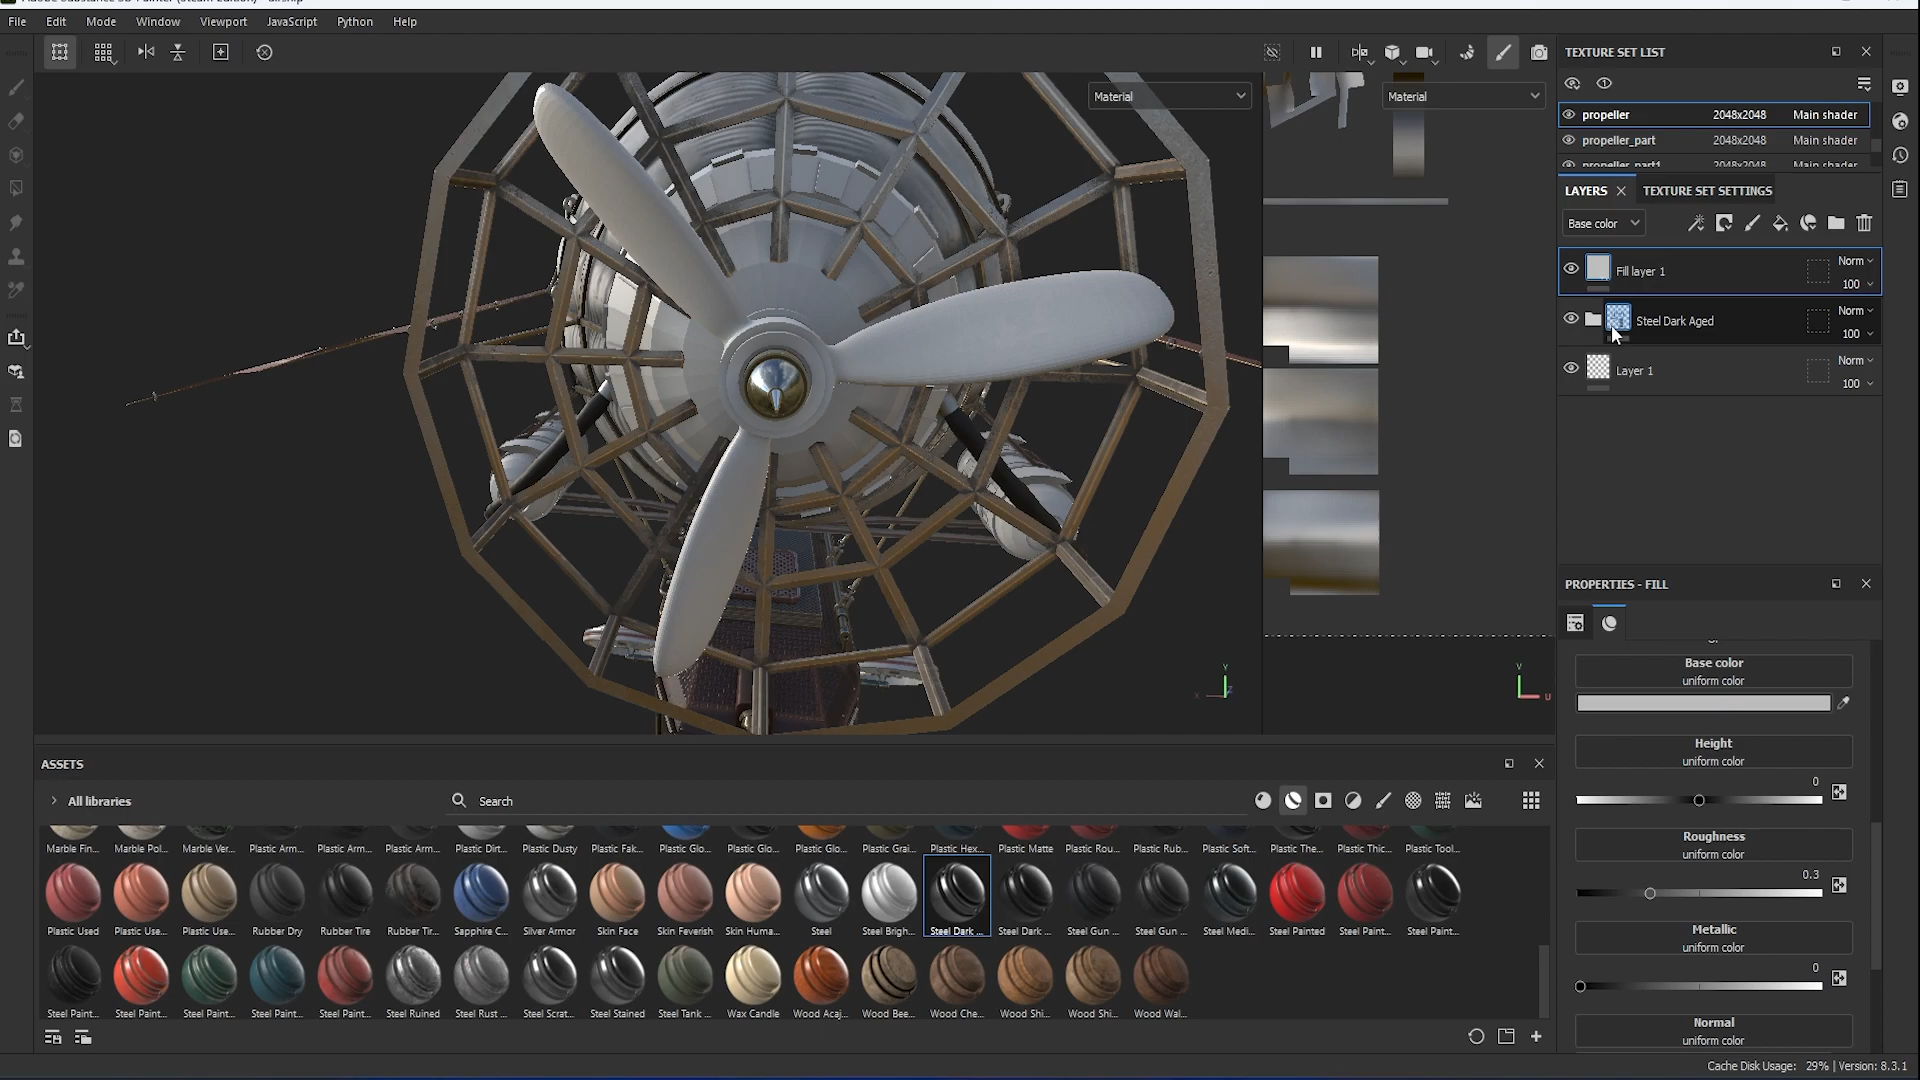 File Edit Mode Window Viewport JavaScript Python Help
Material
Material
TEXTURE SET LIST
propeller 2048x2048 Main shader
propeller_part 2048x2048 Main shader
propeller_part1 2048x2048 Main shader
LAYERS TEXTURE SET SETTINGS
Base color
Fill layer 1 Norm 100
Steel Dark Aged Norm 100
Layer 1 Norm 100
PROPERTIES - FILL
Base color
uniform color
Height
uniform color
0
Roughness
uniform color
0.3
Metallic
uniform color
0
Normal
uniform color
ASSETS
All libraries
Search
Marble Fin... Marble Pol... Marble Ver... Plastic Arm... Plastic Arm... Plastic Arm... Plastic Dirt... Plastic Dusty Plastic Fak... Plastic Glo... Plastic Glo... Plastic Glo... Plastic Grai... Plastic Hex... Plastic Matte Plastic Rou... Plastic Rub... Plastic Soft... Plastic The... Plastic Thic... Plastic Tool...
Plastic Used Plastic Use... Plastic Use... Rubber Dry Rubber Tire Rubber Tir... Sapphire C... Silver Armor Skin Face Skin Feverish Skin Huma... Steel Steel Brigh... Steel Dark ... Steel Dark ... Steel Gun ... Steel Gun ... Steel Medi... Steel Painted Steel Paint... Steel Paint...
Steel Paint... Steel Paint... Steel Paint... Steel Paint... Steel Paint... Steel Ruined Steel Rust ... Steel Scrat... Steel Stained Steel Tank ... Wax Candle Wood Acaj... Wood Bee... Wood Che... Wood Shi... Wood Shi... Wood Wal...
Cache Disk Usage: 29% | Version: 8.3.1